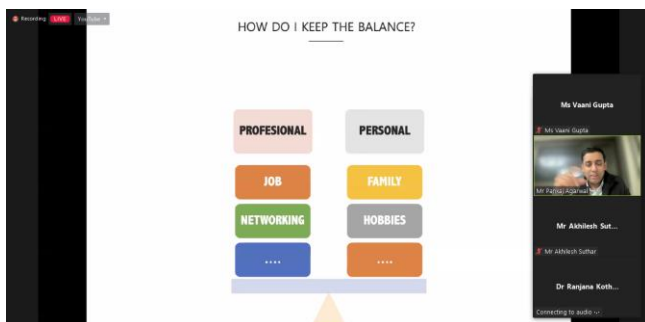 Recording LIVE YouTube
HOW DO I KEEP THE BALANCE?
PROFESIONAL PERSONAL
JOB FAMILY
NETWORKING HOBBIES
.... ....
Ms Vaani Gupta
Ms Vaani Gupta
Mr Pankaj Agarwal
Mr Akhilesh Sut...
Mr Akhilesh Suthar
Dr Ranjana Koth...
Connecting to audio